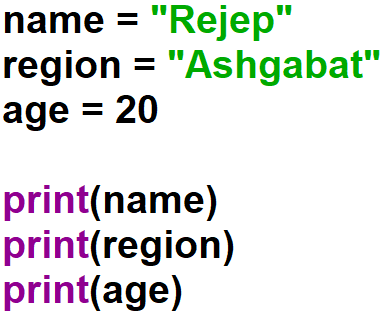 name = "Rejep"
region = "Ashgabat"
age = 20
print(name)
print(region)
print(age)